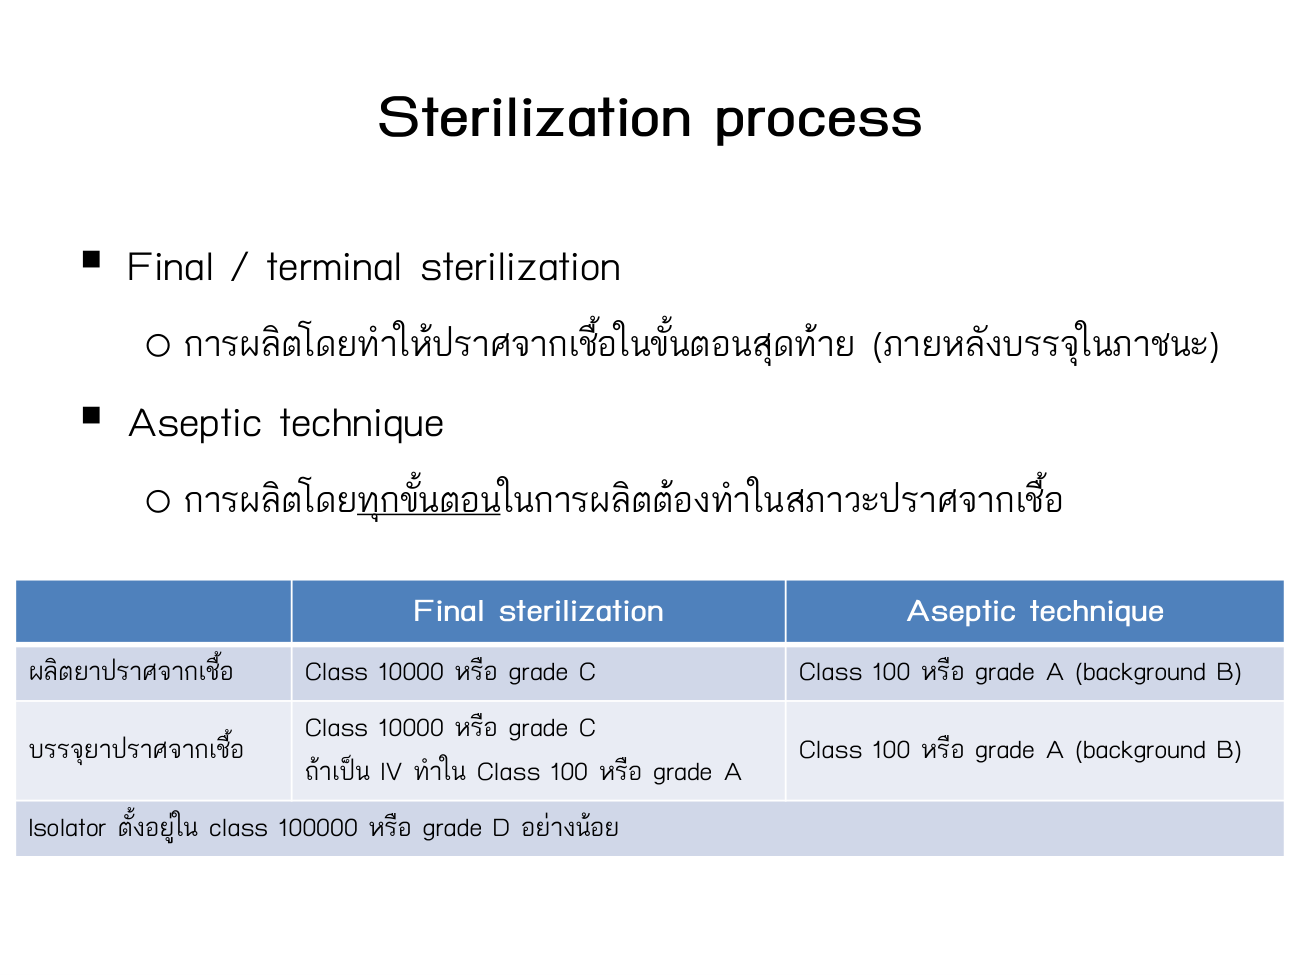 Sterilization process
Final / terminal sterilization
การผลิตโดยทำให้ปราศจากเชื้อในขั้นตอนสุดท้าย (ภายหลังบรรจุในภาชนะ)
Aseptic technique
การผลิตโดยทุกขั้นตอนในการผลิตต้องทำในสภาวะปราศจากเชื้อ
Final sterilization Aseptic technique
ผลิตยาปราศจากเชื้อ Class 10000 หรือ grade C Class 100 หรือ grade A (background B)
บรรจุยาปราศจากเชื้อ
Class 10000 หรือ grade C
ถ้าเป็น IV ทำใน Class 100 หรือ grade A
Class 100 หรือ grade A (background B)
Isolator ตั้งอยู่ใน class 100000 หรือ grade D อย่างน้อย